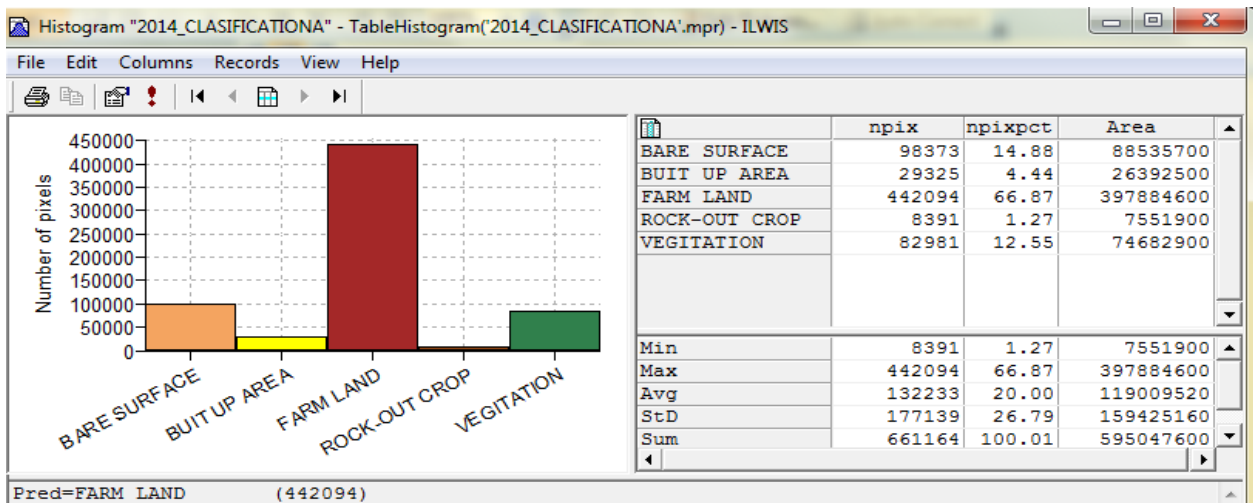 Histogram "2014_CLASIFICATIONA" - TableHistogram('2014_CLASIFICATIONA'.mpr) - ILWIS
File Edit Columns Records View Help
Number of pixels
450000
400000
350000
300000
250000
200000
150000
100000
50000
0
BARE SURFACE
BUIT UP AREA
FARM LAND
ROCK-OUT CROP
VEGITATION
npix npixpct Area
BARE SURFACE 98373 14.88 88535700
BUIT UP AREA 29325 4.44 26392500
FARM LAND 442094 66.87 397884600
ROCK-OUT CROP 8391 1.27 7551900
VEGITATION 82981 12.55 74682900
Min 8391 1.27 7551900
Max 442094 66.87 397884600
Avg 132233 20.00 119009520
StD 177139 26.79 159425160
Sum 661164 100.01 595047600
Pred=FARM LAND (442094)